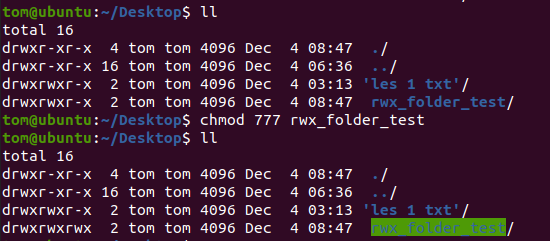 tom@ubuntu:~/Desktop$ ll
total 16
drwxr-xr-x  4 tom tom 4096 Dec  4 08:47  ./
drwxr-xr-x 16 tom tom 4096 Dec  4 06:36  ../
drwxrwxr-x  2 tom tom 4096 Dec  4 03:13 'les 1 txt'/
drwxrwxr-x  2 tom tom 4096 Dec  4 08:47  rwx_folder_test/
tom@ubuntu:~/Desktop$ chmod 777 rwx_folder_test
tom@ubuntu:~/Desktop$ ll
total 16
drwxr-xr-x  4 tom tom 4096 Dec  4 08:47  ./
drwxr-xr-x 16 tom tom 4096 Dec  4 06:36  ../
drwxrwxr-x  2 tom tom 4096 Dec  4 03:13 'les 1 txt'/
drwxrwxrwx  2 tom tom 4096 Dec  4 08:47  rwx_folder_test/